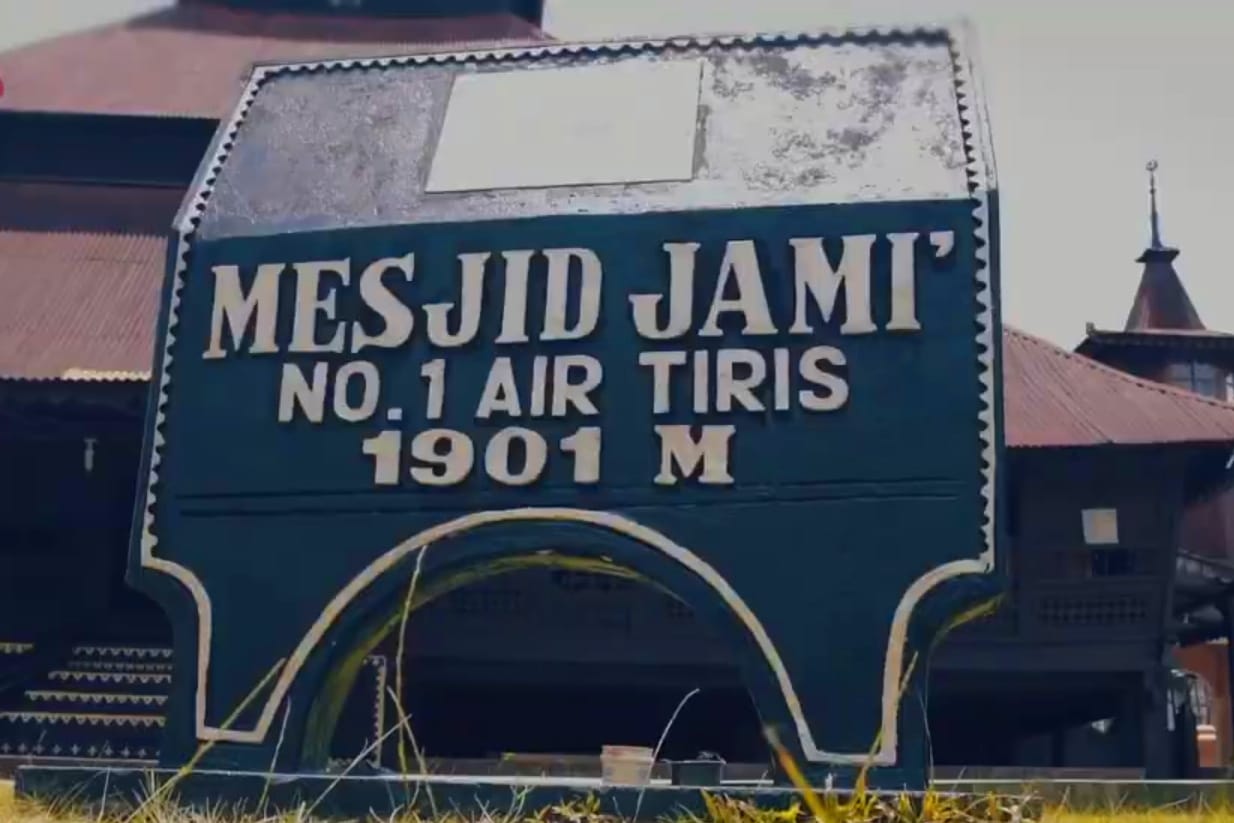 MESJID JAMI'
NO.1 AIR TIRIS
1901 M